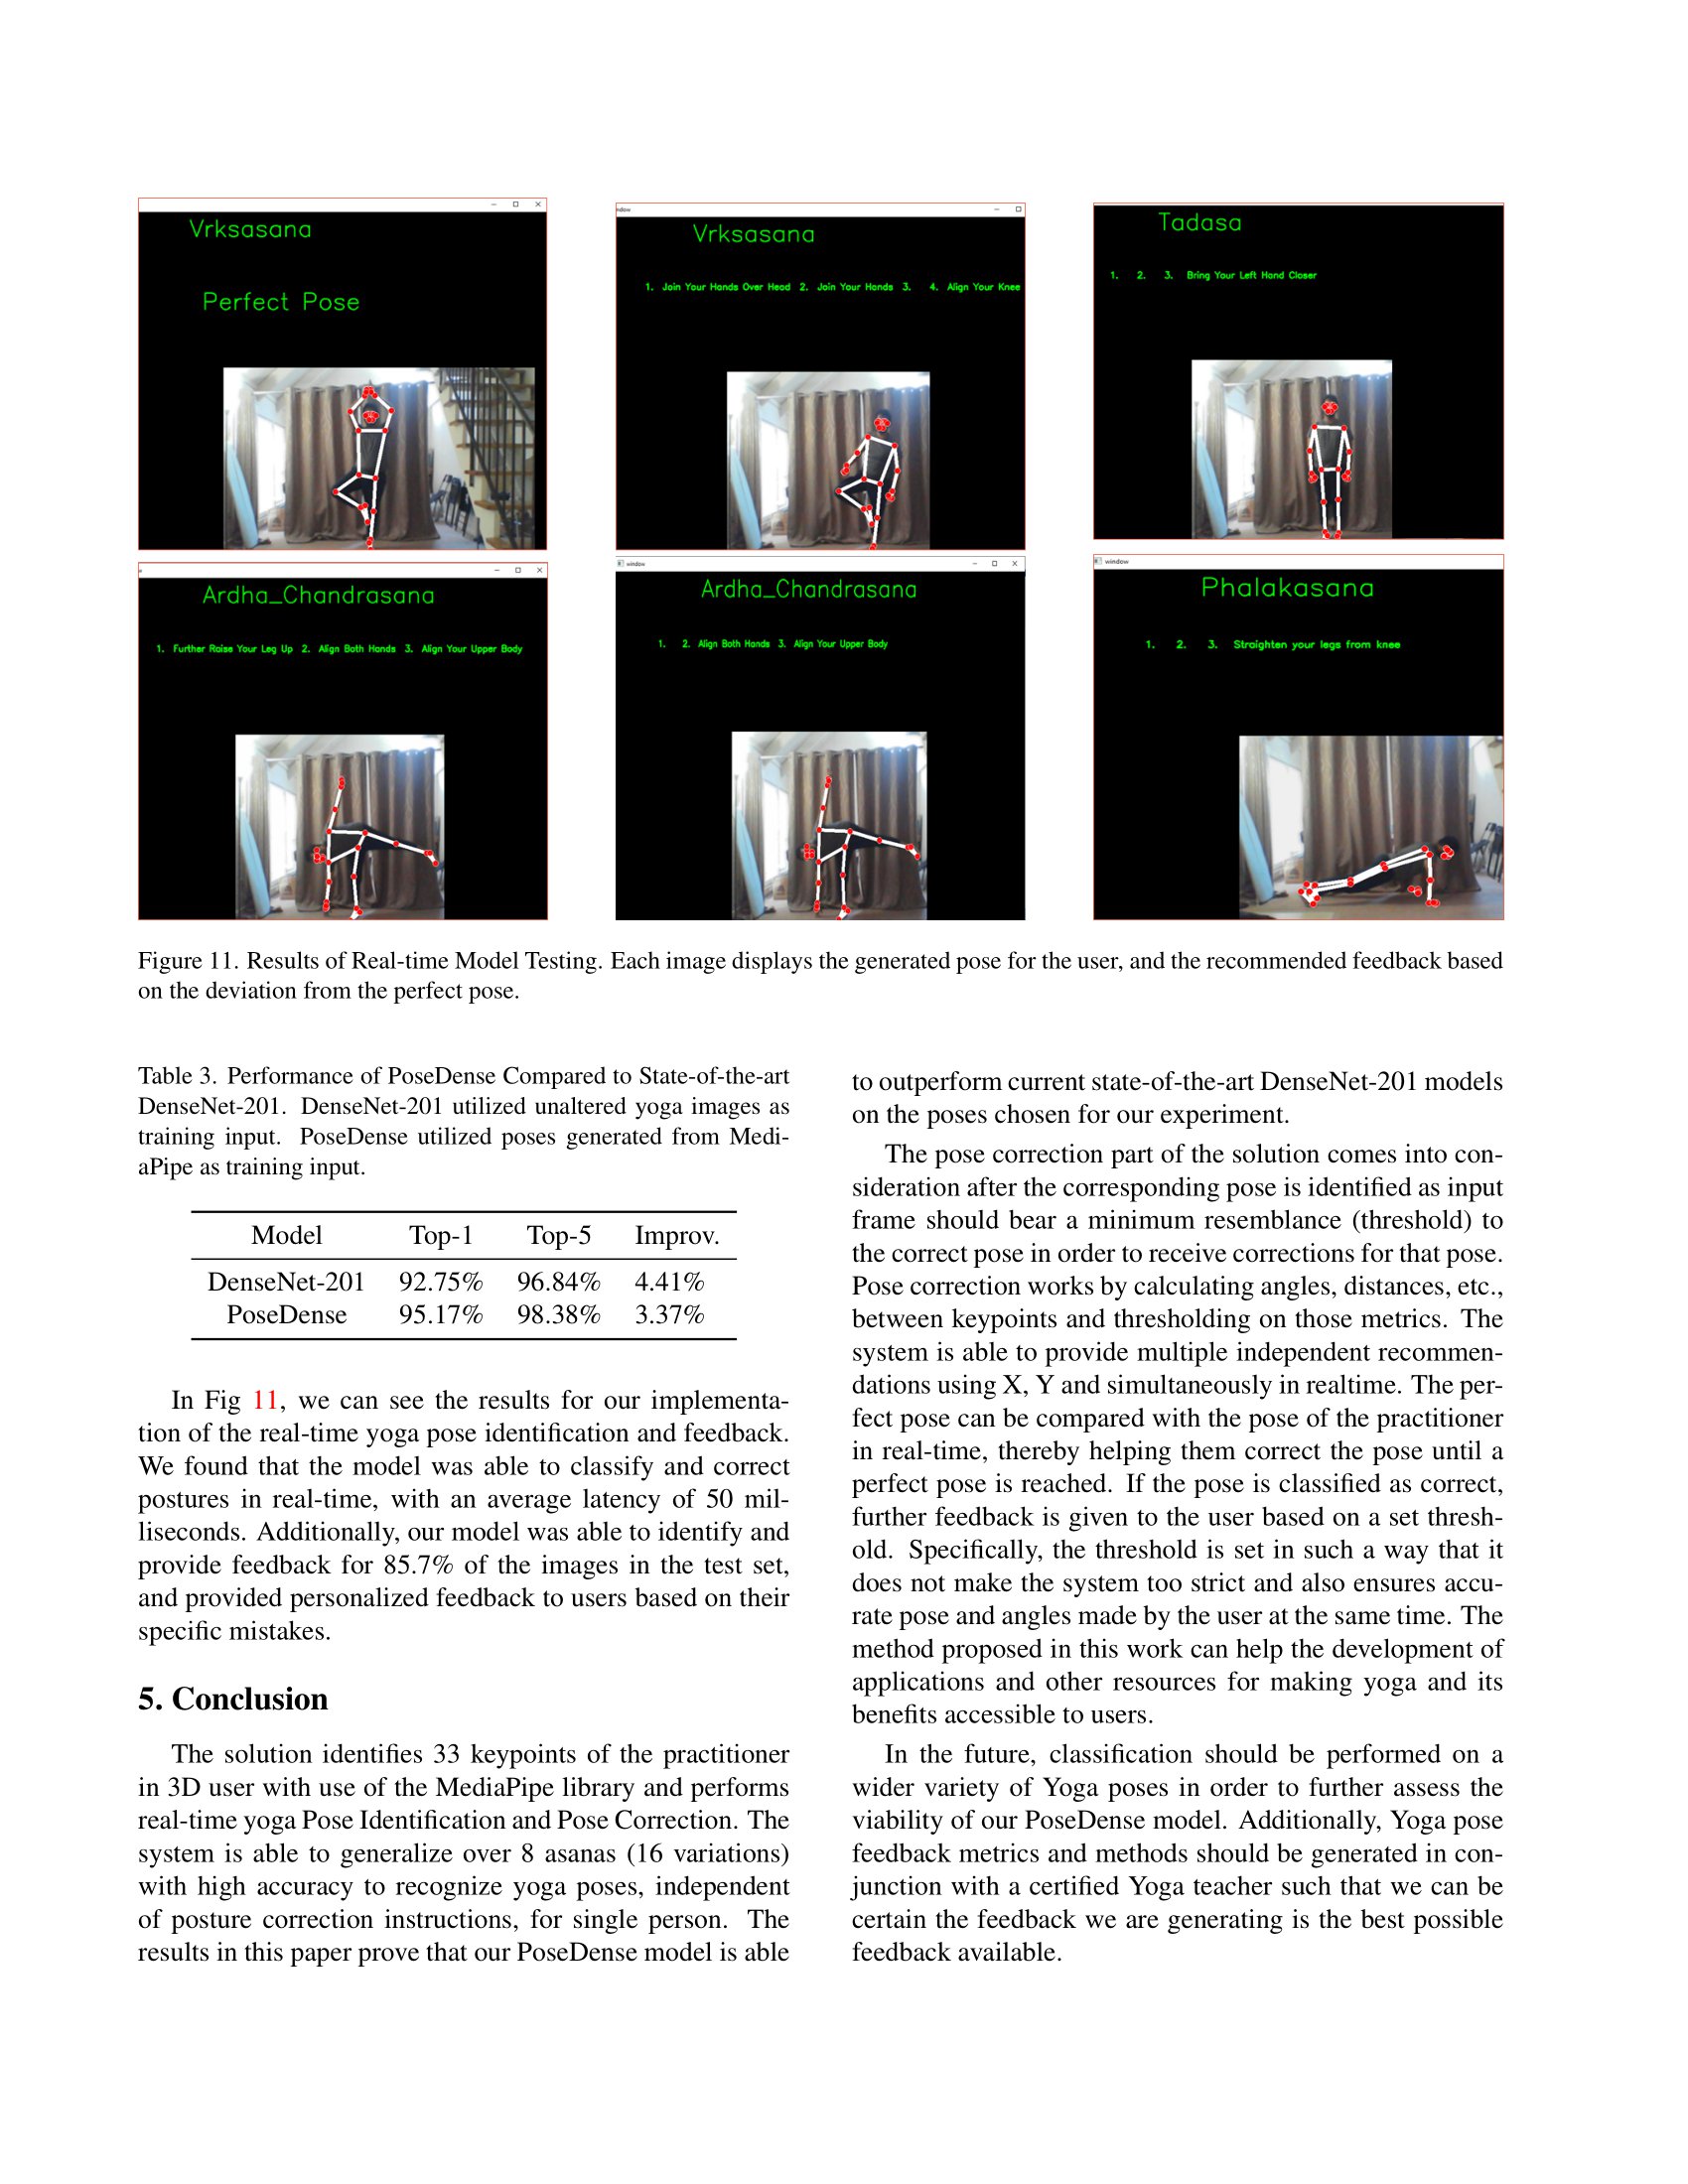 Vrksasana
Perfect Pose
ndow
Vrksasana
1. Join Your Hands Over Head 2. Join Your Hands 3. 4. Align Your Knee
Tadasa
1. 2. 3. Bring Your Left Hand Closer
Ardha_Chandrasana
1. Further Raise Your Leg Up 2. Align Both Hands 3. Align Your Upper Body
window
Ardha_Chandrasana
1. 2. Align Both Hands 3. Align Your Upper Body
window
Phalakasana
1. 2. 3. Straighten your legs from knee
Figure 11. Results of Real-time Model Testing. Each image displays the generated pose for the user, and the recommended feedback based
on the deviation from the perfect pose.
Table 3. Performance of PoseDense Compared to State-of-the-art
DenseNet-201. DenseNet-201 utilized unaltered yoga images as
training input. PoseDense utilized poses generated from Medi-
aPipe as training input.
Model Top-1 Top-5 Improv.
DenseNet-201 92.75% 96.84% 4.41%
PoseDense 95.17% 98.38% 3.37%
In Fig 11, we can see the results for our implementa-
tion of the real-time yoga pose identification and feedback.
We found that the model was able to classify and correct
postures in real-time, with an average latency of 50 mil-
liseconds. Additionally, our model was able to identify and
provide feedback for 85.7% of the images in the test set,
and provided personalized feedback to users based on their
specific mistakes.
5. Conclusion
The solution identifies 33 keypoints of the practitioner
in 3D user with use of the MediaPipe library and performs
real-time yoga Pose Identification and Pose Correction. The
system is able to generalize over 8 asanas (16 variations)
with high accuracy to recognize yoga poses, independent
of posture correction instructions, for single person. The
results in this paper prove that our PoseDense model is able
to outperform current state-of-the-art DenseNet-201 models
on the poses chosen for our experiment.
The pose correction part of the solution comes into con-
sideration after the corresponding pose is identified as input
frame should bear a minimum resemblance (threshold) to
the correct pose in order to receive corrections for that pose.
Pose correction works by calculating angles, distances, etc.,
between keypoints and thresholding on those metrics. The
system is able to provide multiple independent recommen-
dations using X, Y and simultaneously in realtime. The per-
fect pose can be compared with the pose of the practitioner
in real-time, thereby helping them correct the pose until a
perfect pose is reached. If the pose is classified as correct,
further feedback is given to the user based on a set thresh-
old. Specifically, the threshold is set in such a way that it
does not make the system too strict and also ensures accu-
rate pose and angles made by the user at the same time. The
method proposed in this work can help the development of
applications and other resources for making yoga and its
benefits accessible to users.
In the future, classification should be performed on a
wider variety of Yoga poses in order to further assess the
viability of our PoseDense model. Additionally, Yoga pose
feedback metrics and methods should be generated in con-
junction with a certified Yoga teacher such that we can be
certain the feedback we are generating is the best possible
feedback available.